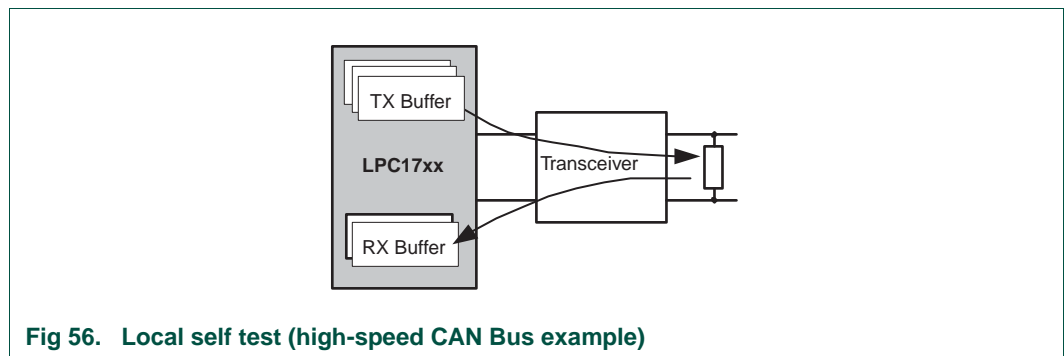 TX Buffer
LPC17xx
Transceiver
RX Buffer
Fig 56. Local self test (high-speed CAN Bus example)